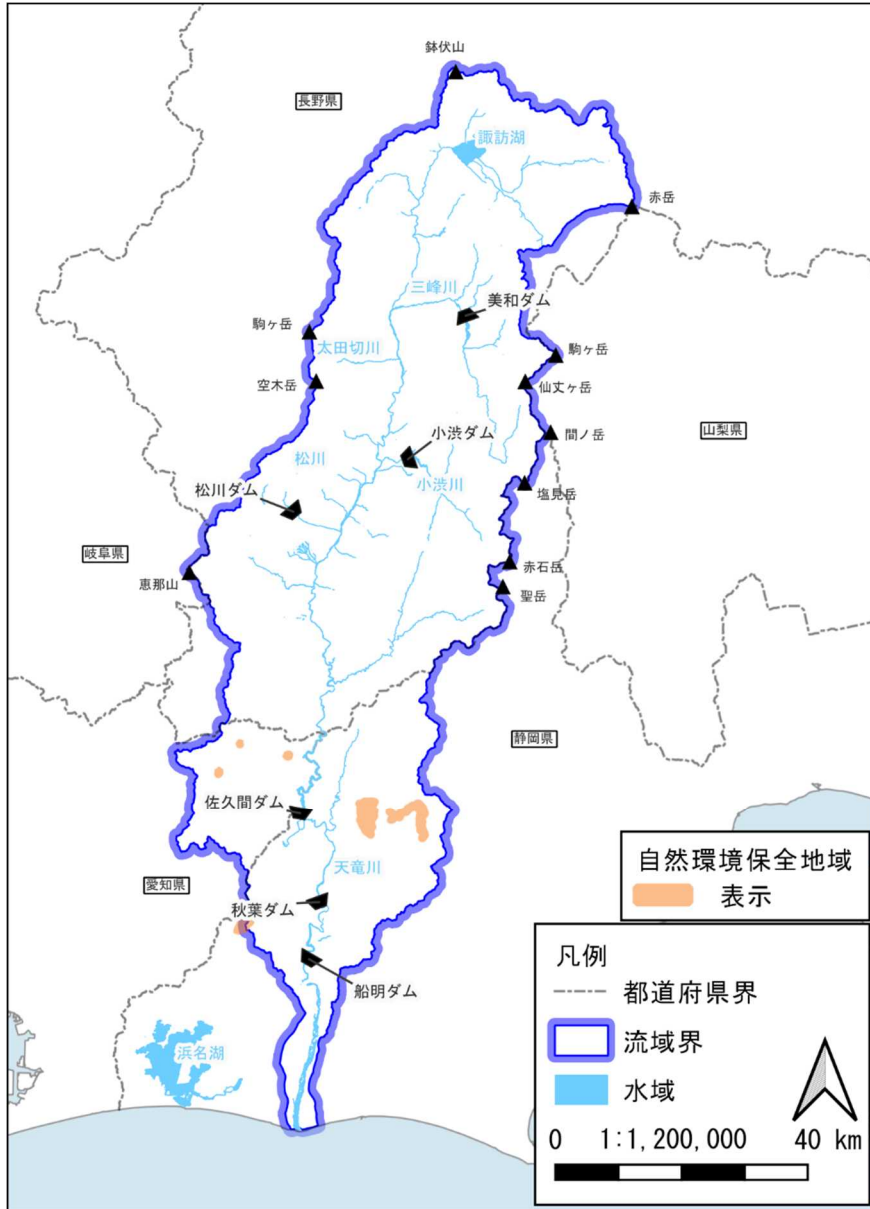 鉢伏山
長野県
諏訪湖
赤岳
三峰川
美和ダム
駒ヶ岳
太田切川
駒ヶ岳
空木岳
仙丈ヶ岳
小渋ダム
間ノ岳
山梨県
松川
小渋川
松川ダム
塩見岳
岐阜県
赤石岳
恵那山
聖岳
静岡県
佐久間ダム
天竜川
愛知県
秋葉ダム
船明ダム
浜名湖
自然環境保全地域
表示
凡例
都道府県界
流域界
水域
0 1:1,200,000 40 km